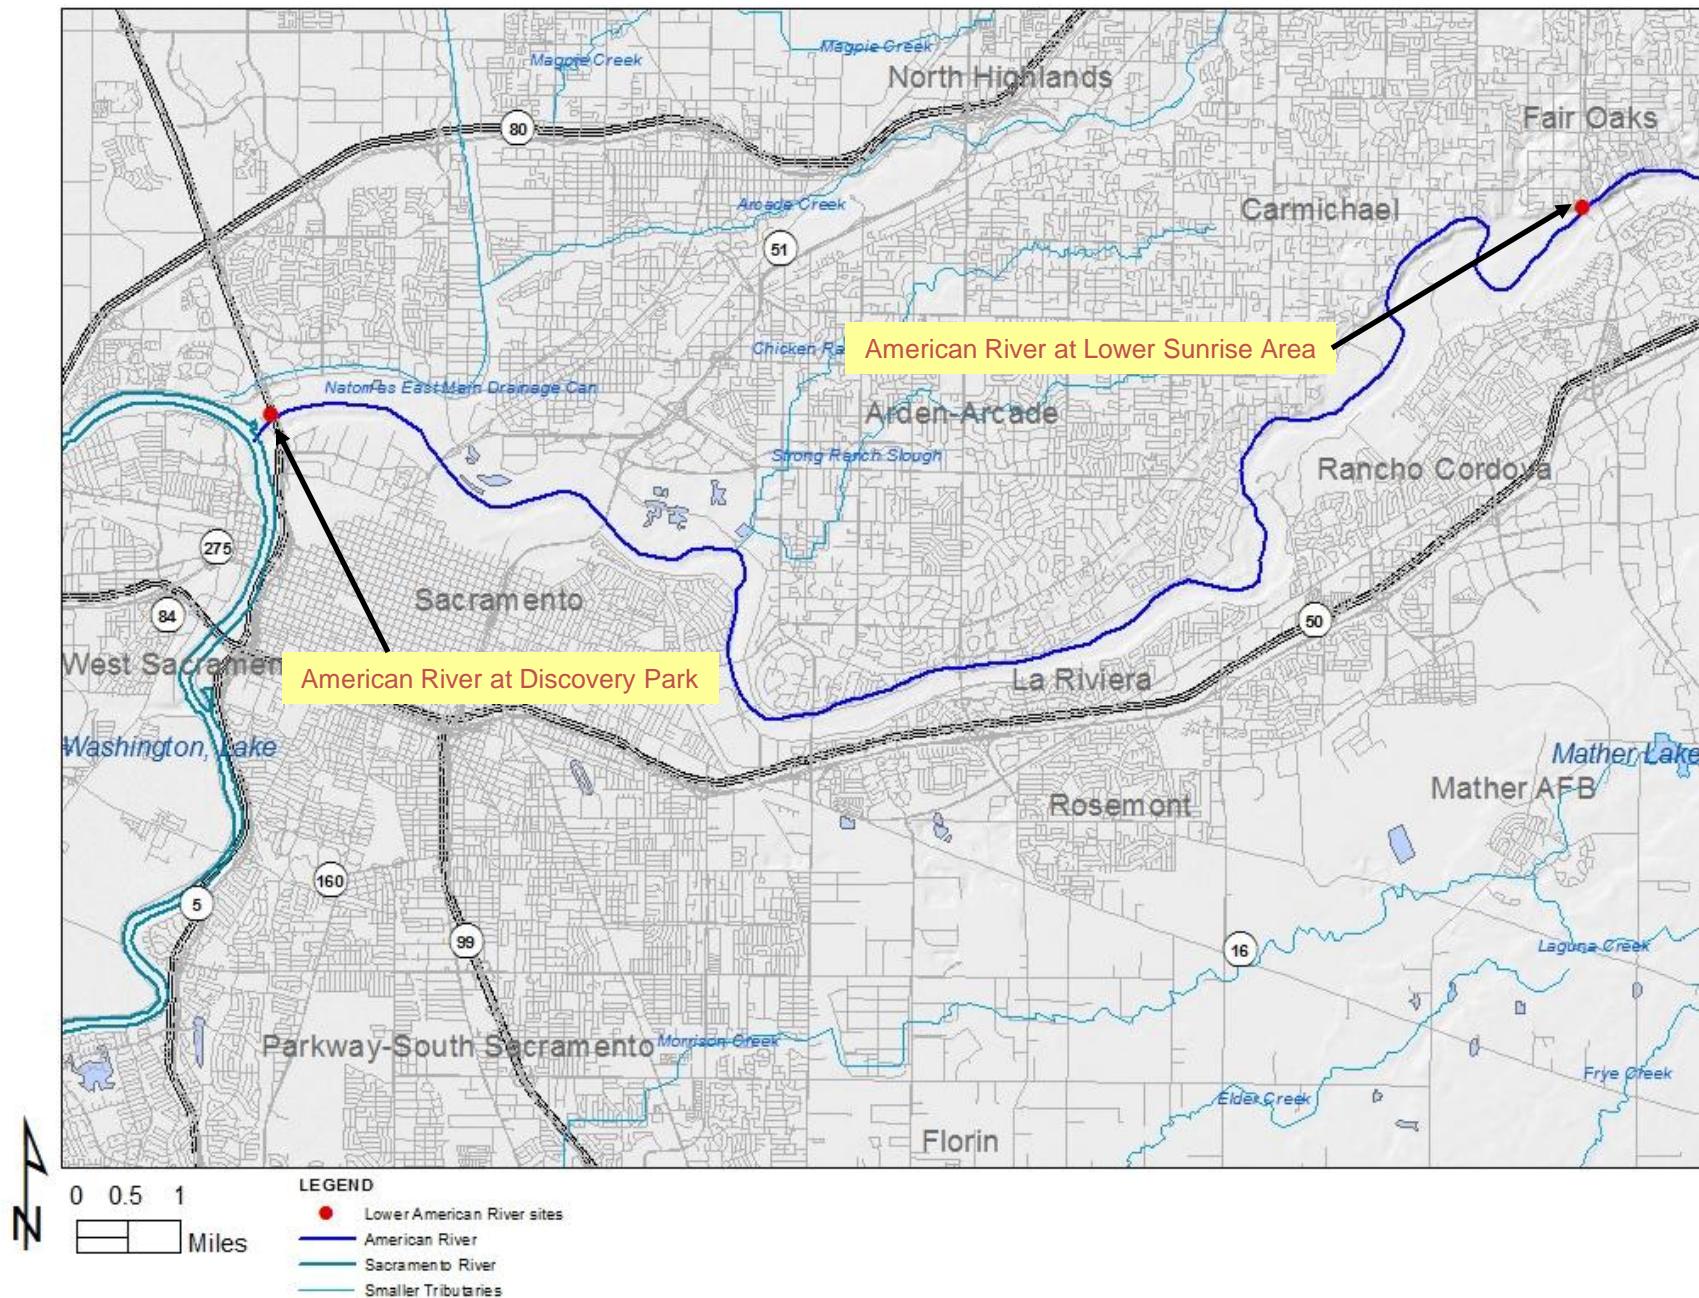 Magpie Creek
Magpie Creek
North Highlands
80
Fair Oaks
Arcade Creek
Carmichael
51
American River at Lower Sunrise Area
Chicken Ra
Natomas East Main Drainage Can
Arden-Arcade
Strong Ranch Slough
Rancho Cordova
275
Sacramento
84
50
West Sacramen
American River at Discovery Park
La Riviera
Washington, Lake
Mather Lake
Mather AFB
Rosemont
160
5
99
16
Laguna Creek
Parkway-South Sacramento
Morrison Creek
Frye Creek
Elder Creek
Florin
N
0 0.5 1
Miles
LEGEND
Lower American River sites
American River
Sacramento River
Smaller Tributaries